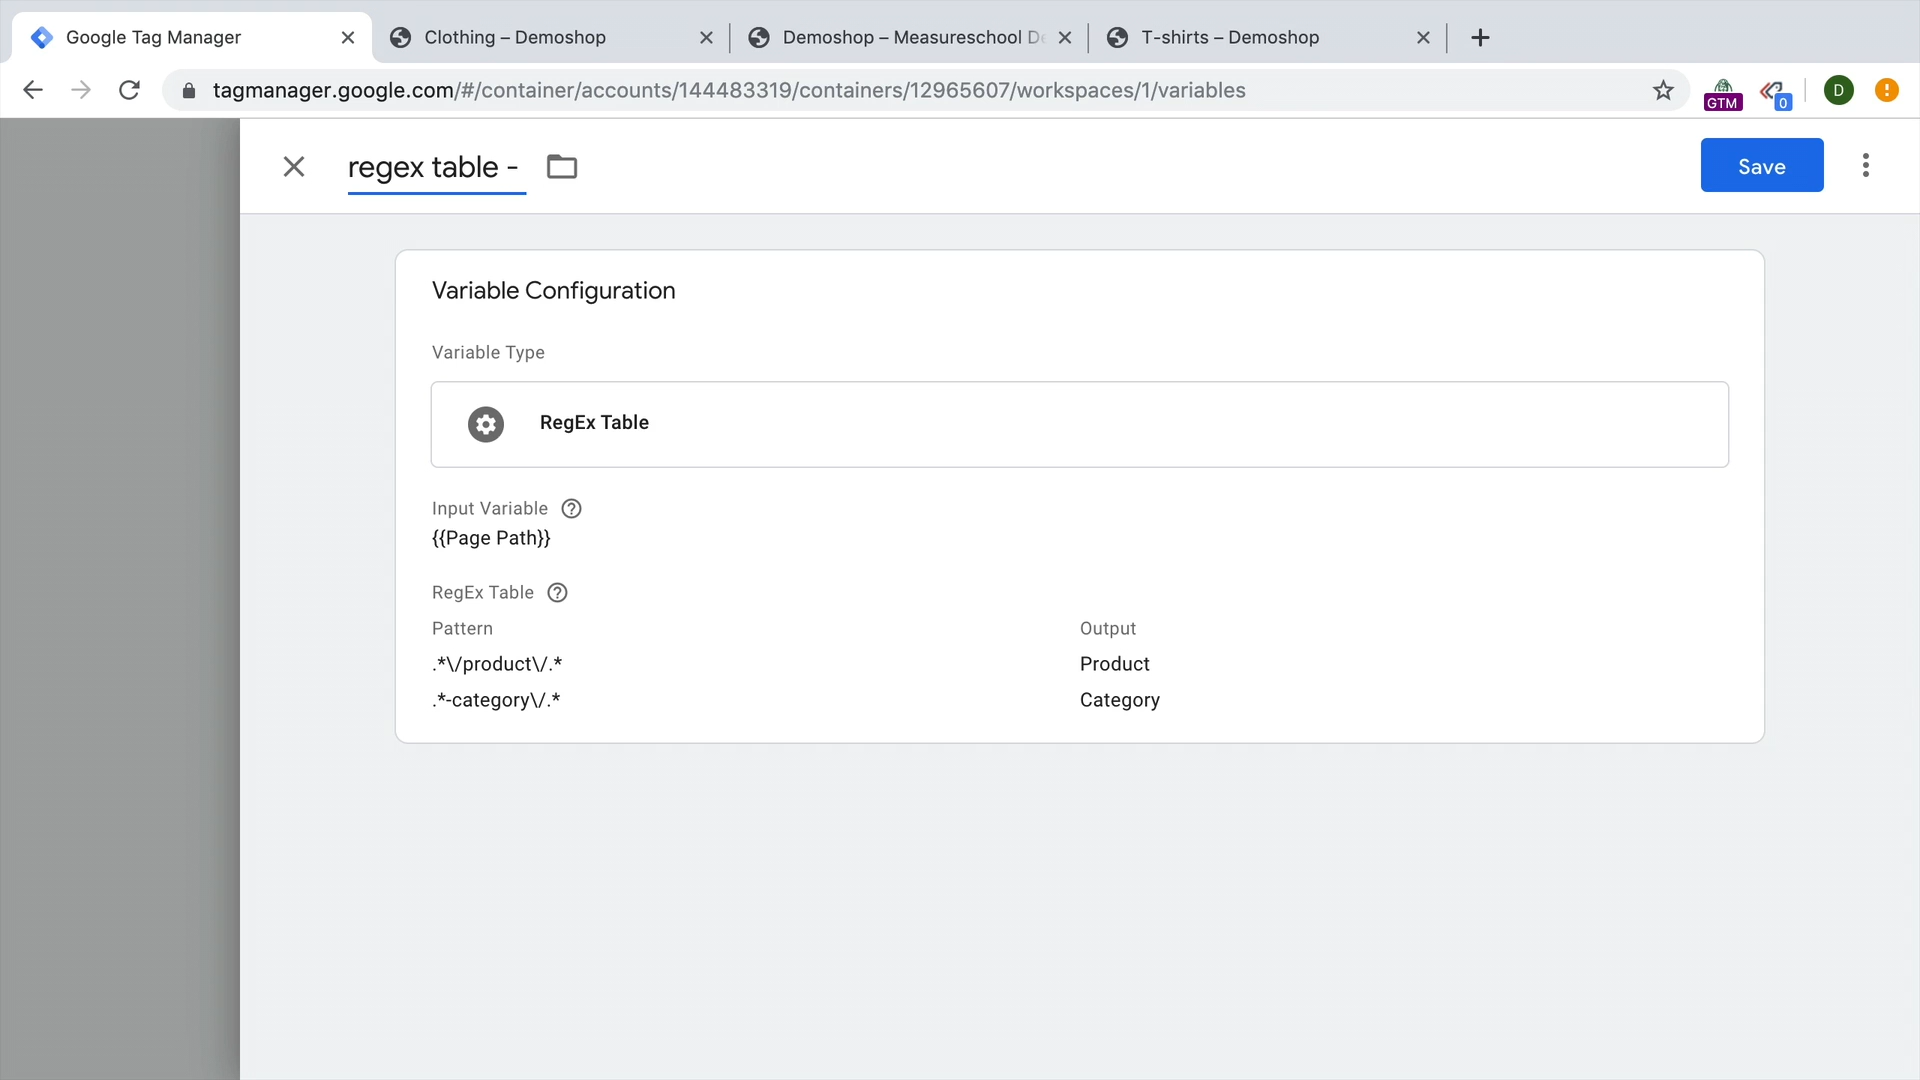 Google Tag Manager
Clothing – Demoshop
Demoshop – Measureschool De
T-shirts – Demoshop
tagmanager.google.com/#/container/accounts/144483319/containers/12965607/workspaces/1/variables
GTM
0
D
regex table -
Save
Variable Configuration
Variable Type
RegEx Table
Input Variable
{{Page Path}}
RegEx Table
Pattern
Output
.*\/product\/.*
Product
.*-category\/.*
Category